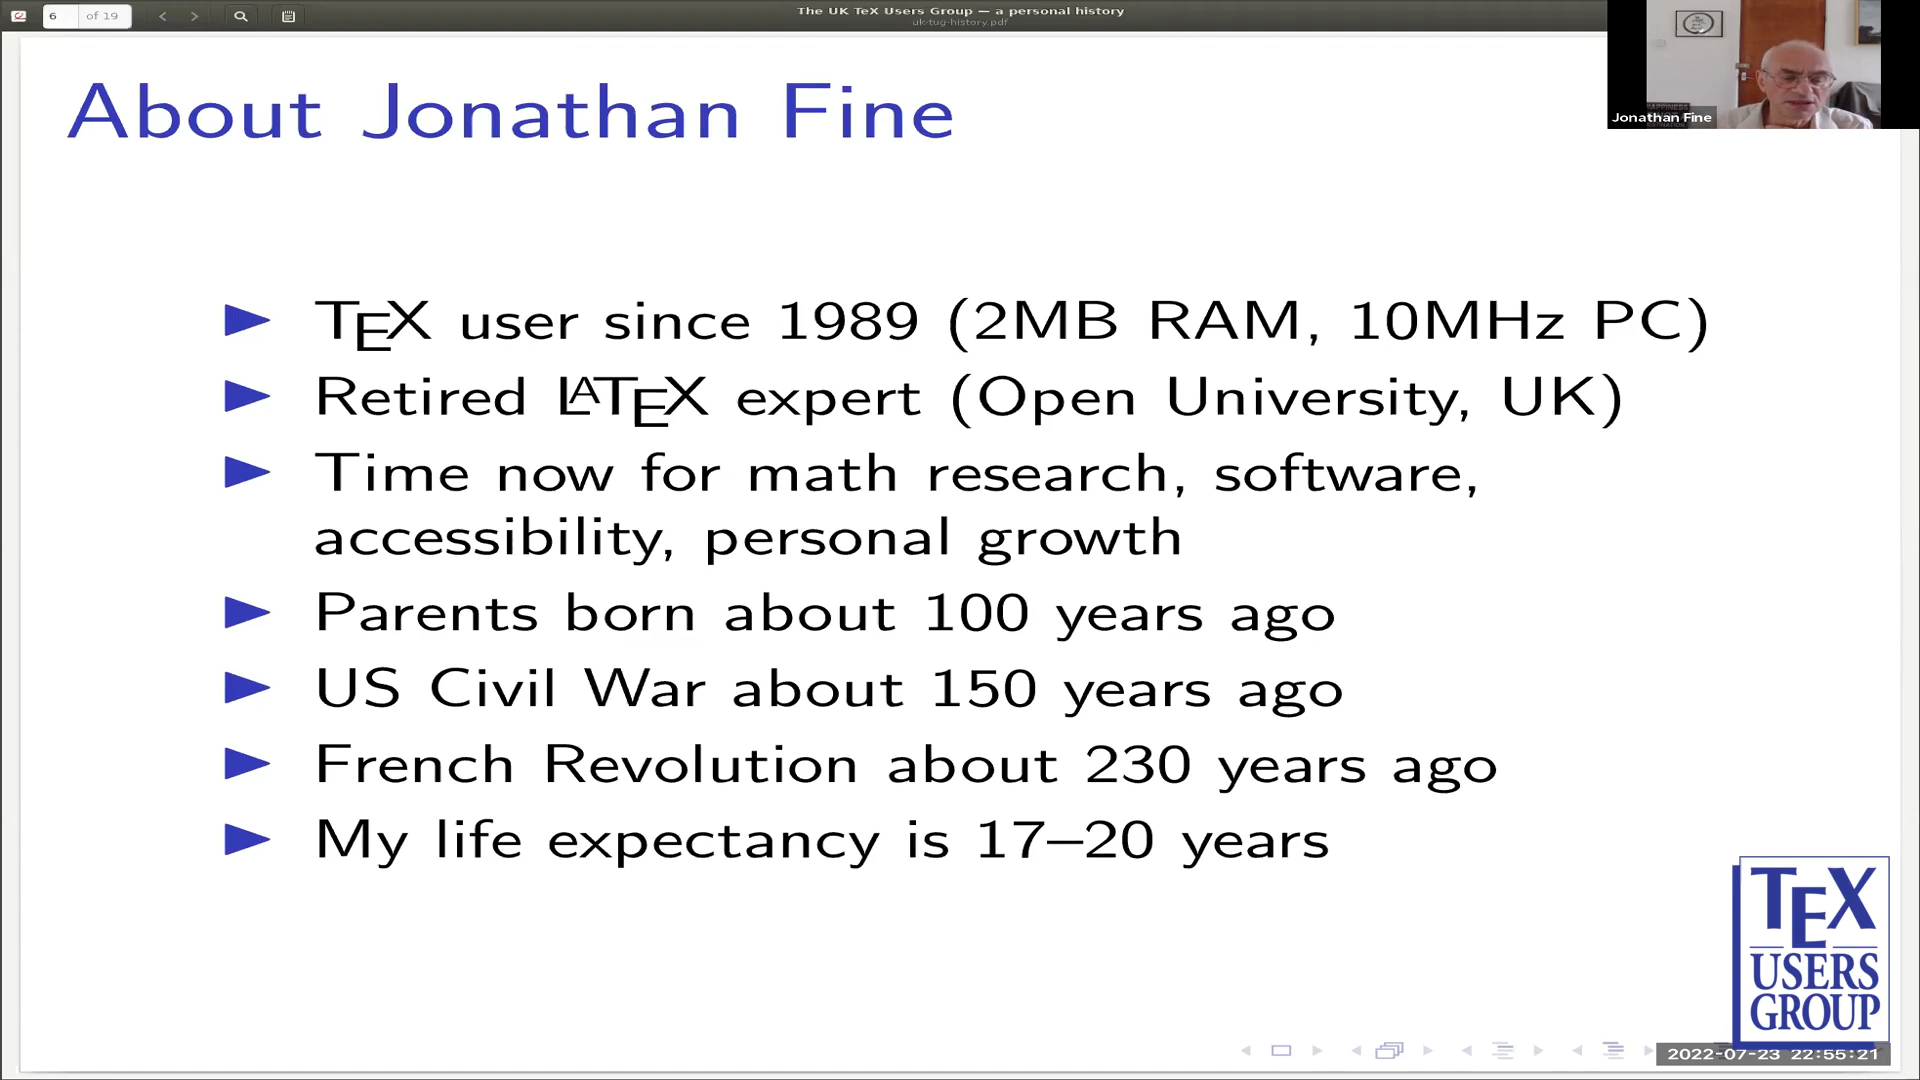 6 of 19
The UK TeX Users Group — a personal history
uk-tug-history.pdf
Jonathan Fine
About Jonathan Fine
TEX user since 1989 (2MB RAM, 10MHz PC)
Retired LATEX expert (Open University, UK)
Time now for math research, software,
accessibility, personal growth
Parents born about 100 years ago
US Civil War about 150 years ago
French Revolution about 230 years ago
My life expectancy is 17–20 years
TEX
USERS
GROUP
2022-07-23 22:55:21